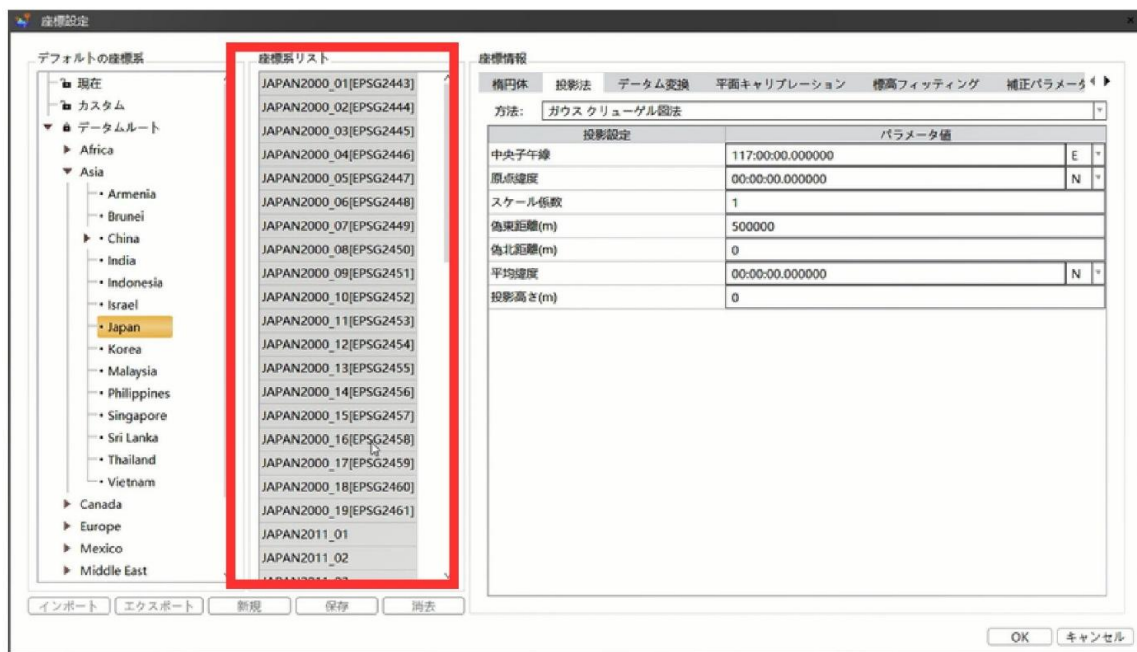 座標設定
デフォルトの座標系
現在
カスタム
データムルート
Africa
Asia
Armenia
Brunei
China
India
Indonesia
Israel
Japan
Korea
Malaysia
Philippines
Singapore
Sri Lanka
Thailand
Vietnam
Canada
Europe
Mexico
Middle East
座標系リスト
JAPAN2000_01[EPSG2443]
JAPAN2000_02[EPSG2444]
JAPAN2000_03[EPSG2445]
JAPAN2000_04[EPSG2446]
JAPAN2000_05[EPSG2447]
JAPAN2000_06[EPSG2448]
JAPAN2000_07[EPSG2449]
JAPAN2000_08[EPSG2450]
JAPAN2000_09[EPSG2451]
JAPAN2000_10[EPSG2452]
JAPAN2000_11[EPSG2453]
JAPAN2000_12[EPSG2454]
JAPAN2000_13[EPSG2455]
JAPAN2000_14[EPSG2456]
JAPAN2000_15[EPSG2457]
JAPAN2000_16[EPSG2458]
JAPAN2000_17[EPSG2459]
JAPAN2000_18[EPSG2460]
JAPAN2000_19[EPSG2461]
JAPAN2011_01
JAPAN2011_02
座標情報
楕円体 投影法 データム変換 平面キャリブレーション 標高フィッティング 補正パラメータ
方法: ガウス クリューゲル図法
投影設定 パラメータ値
中央子午線 117:00:00.000000 E
原点緯度 00:00:00.000000 N
スケール係数 1
偽東距離(m) 500000
偽北距離(m) 0
平均緯度 00:00:00.000000 N
投影高さ(m) 0
インポート エクスポート 新規 保存 消去
OK キャンセル